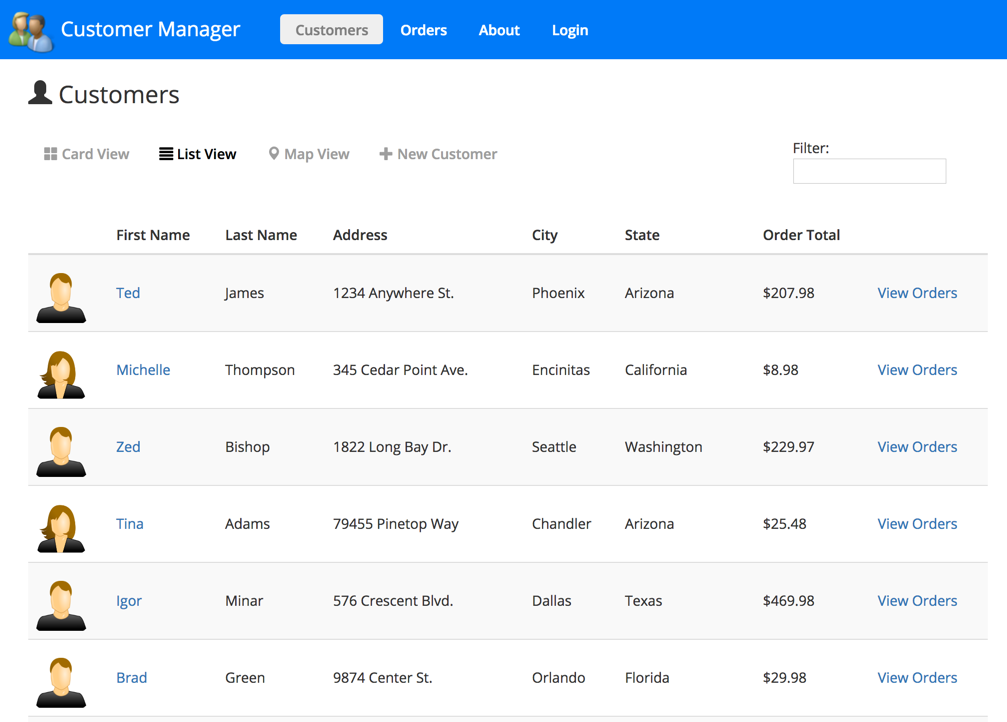 Customer Manager Customers Orders About Login
Customers
Card View List View Map View New Customer
Filter:
First Name Last Name Address City State Order Total
Ted James 1234 Anywhere St. Phoenix Arizona $207.98 View Orders
Michelle Thompson 345 Cedar Point Ave. Encinitas California $8.98 View Orders
Zed Bishop 1822 Long Bay Dr. Seattle Washington $229.97 View Orders
Tina Adams 79455 Pinetop Way Chandler Arizona $25.48 View Orders
Igor Minar 576 Crescent Blvd. Dallas Texas $469.98 View Orders
Brad Green 9874 Center St. Orlando Florida $29.98 View Orders